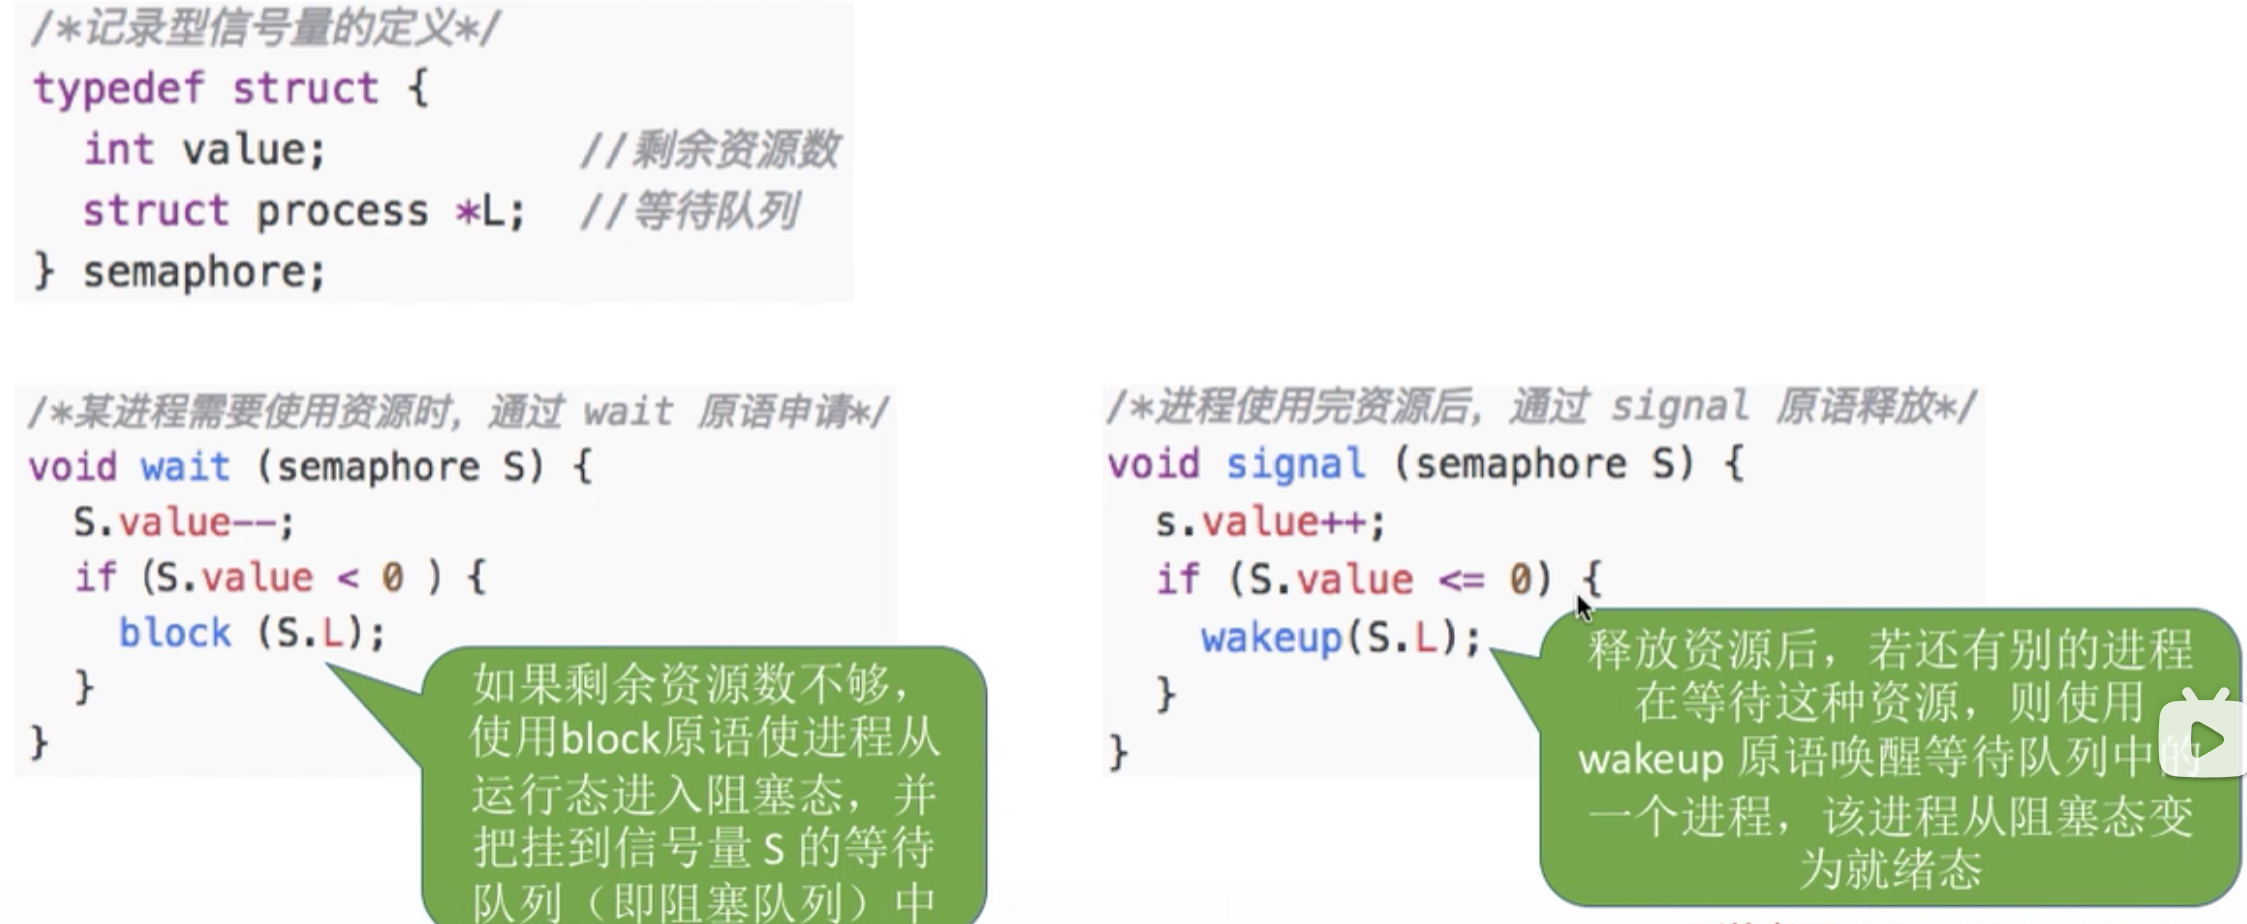 /*记录型信号量的定义*/
typedef struct {
int value; //剩余资源数
struct process *L; //等待队列
} semaphore;
/*某进程需要使用资源时，通过 wait 原语申请*/
void wait (semaphore S) {
S.value--;
if (S.value < 0 ) {
block (S.L);
}
}
如果剩余资源数不够，
使用block原语使进程从
运行态进入阻塞态，并
把挂到信号量 S 的等待
队列（即阻塞队列）中
/*进程使用完资源后，通过 signal 原语释放*/
void signal (semaphore S) {
s.value++;
if (S.value <= 0) {
wakeup(S.L);
}
}
释放资源后，若还有别的进程
在等待这种资源，则使用
wakeup 原语唤醒等待队列中的
一个进程，该进程从阻塞态变
为就绪态